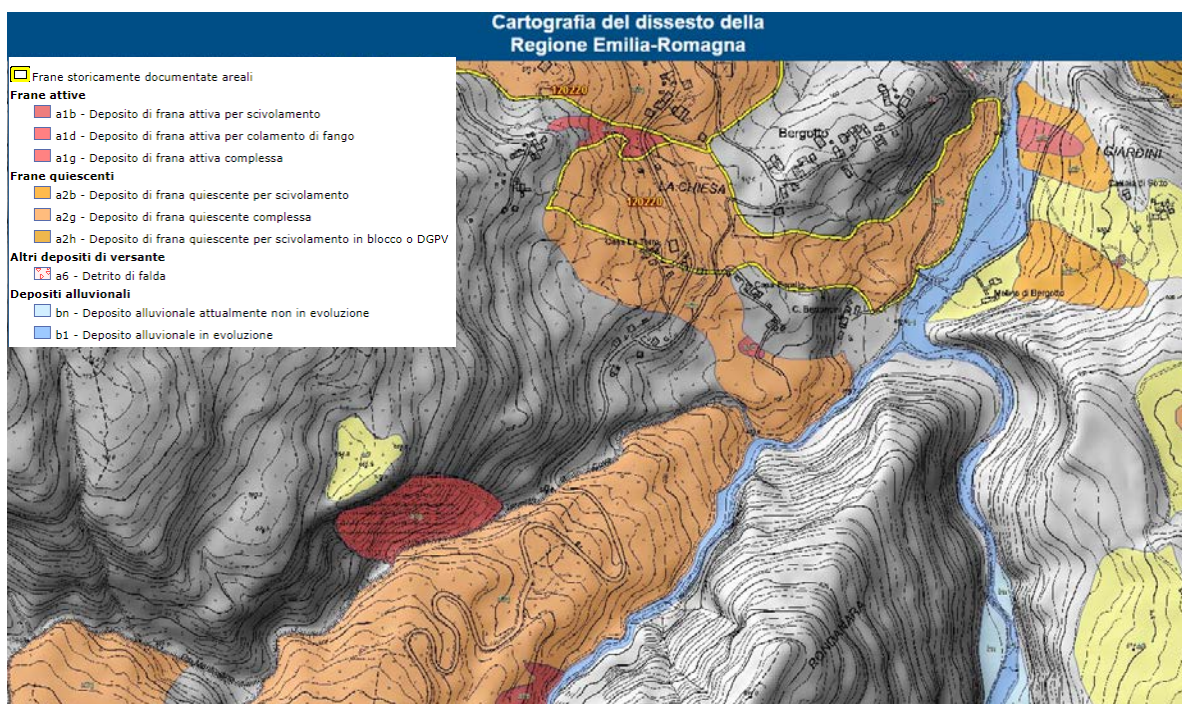 Cartografia del dissesto della
Regione Emilia-Romagna
Frane storicamente documentate areali
Frane attive
a1b - Deposito di frana attiva per scivolamento
a1d - Deposito di frana attiva per colamento di fango
a1g - Deposito di frana attiva complessa
Frane quiescenti
a2b - Deposito di frana quiescente per scivolamento
a2g - Deposito di frana quiescente complessa
a2h - Deposito di frana quiescente per scivolamento in blocco o DGPV
Altri depositi di versante
a6 - Detrito di falda
Depositi alluvionali
bn - Deposito alluvionale attualmente non in evoluzione
b1 - Deposito alluvionale in evoluzione
120220
Bergotto
I GIARDINI
LA CHIESA
120220
Molino di Bergotto
RONDINARA